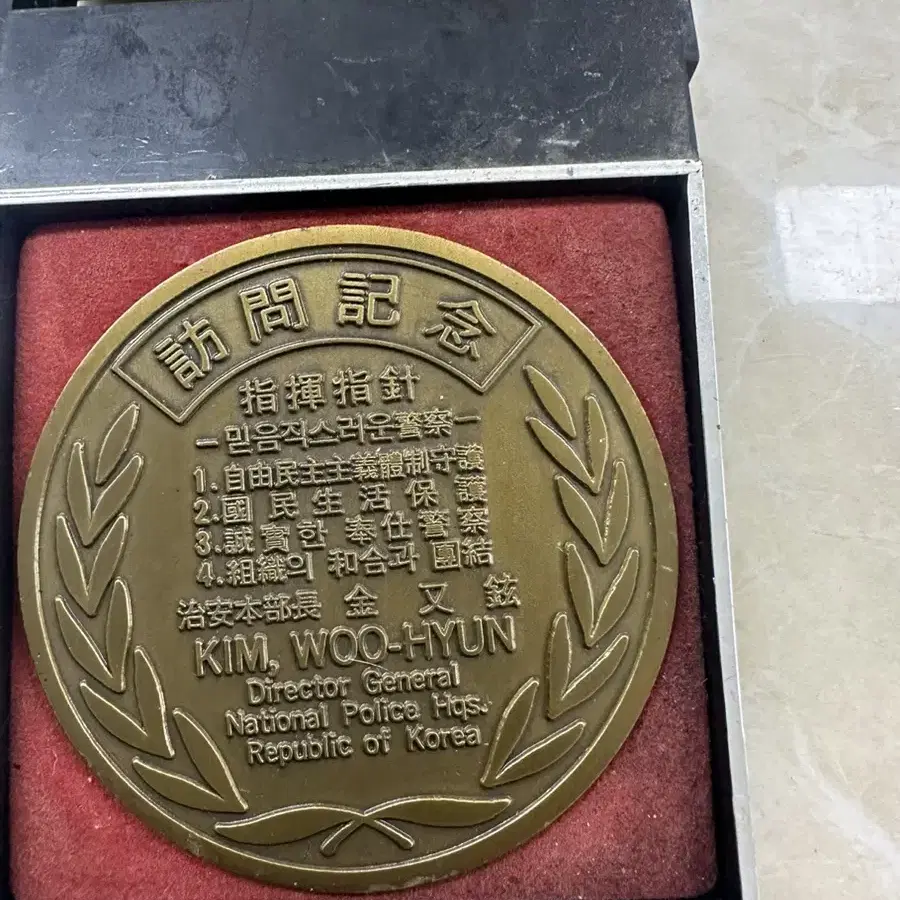 訪問記念
指揮指針
-믿음직스러운警察-
1.自由民主主義體制守護
2.國民生活保護
3.誠實한 奉仕警察
4.組織의 和合과 團結
治安本部長 金又鉉
KIM, WOO-HYUN
Director General
National Police Hqs.
Republic of Korea